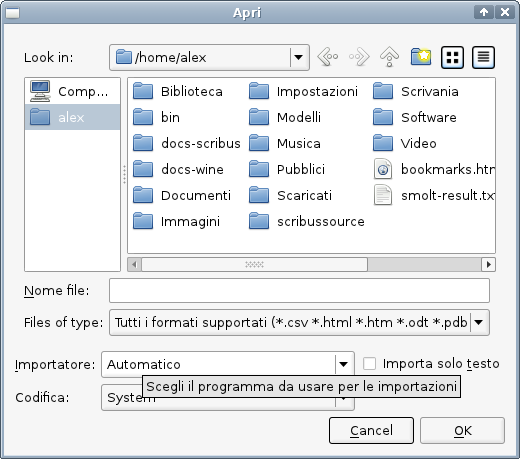 Apri
Look in: /home/alex
Comp...
alex
Biblioteca
bin
docs-scribus
docs-wine
Documenti
Immagini
Impostazioni
Modelli
Musica
Pubblici
Scaricati
scribussource
Scrivania
Software
Video
bookmarks.htm
smolt-result.tx
Nome file:
Files of type: Tutti i formati supportati (*.csv *.html *.htm *.odt *.pdb
Importatore: Automatico Importa solo testo
Scegli il programma da usare per le importazioni
Codifica: System
Cancel OK